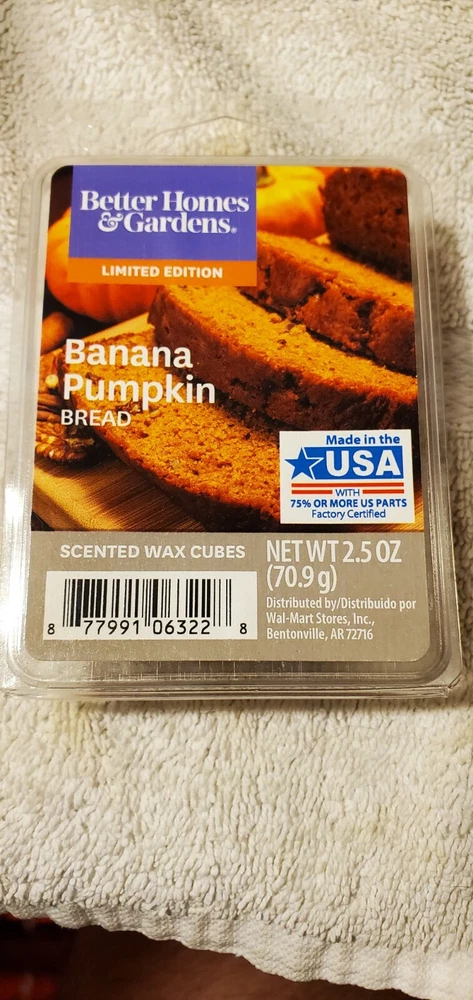 Better Homes
& Gardens®
LIMITED EDITION
Banana
Pumpkin
BREAD
Made in the
USA
WITH
75% OR MORE US PARTS
Factory Certified
SCENTED WAX CUBES
NET WT 2.5 OZ
(70.9 g)
Distributed by/Distribuido por
Wal-Mart Stores, Inc.,
Bentonville, AR 72716
8 77991 06322 8